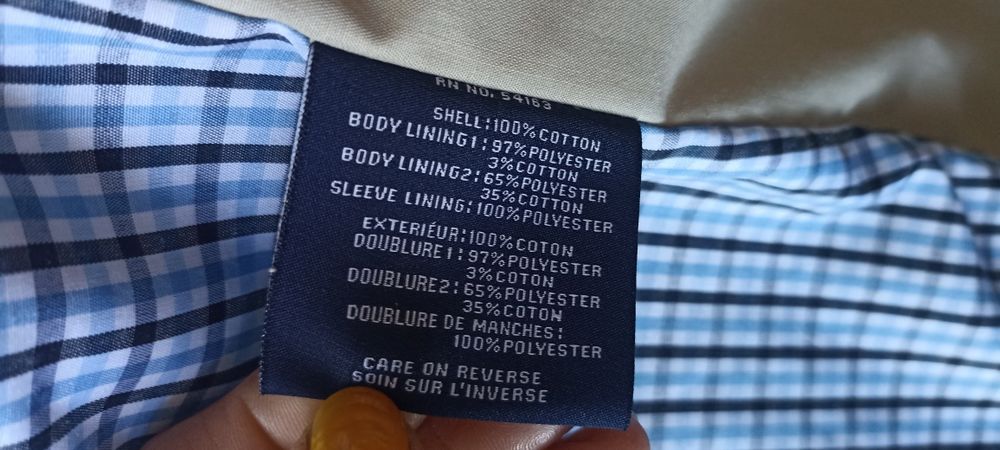 RN NO. 54163
SHELL:100%COTTON
BODY LINING1:97%POLYESTER
3%COTTON
BODY LINING2:65%POLYESTER
35%COTTON
SLEEVE LINING:100%POLYESTER
EXTERIÉUR:100%COTON
DOUBLURE1:97%POLYESTER
3%COTON
DOUBLURE2:65%POLYESTER
35%COTON
DOUBLURE DE MANCHES:
100%POLYESTER
CARE ON REVERSE
SOIN SUR L'INVERSE